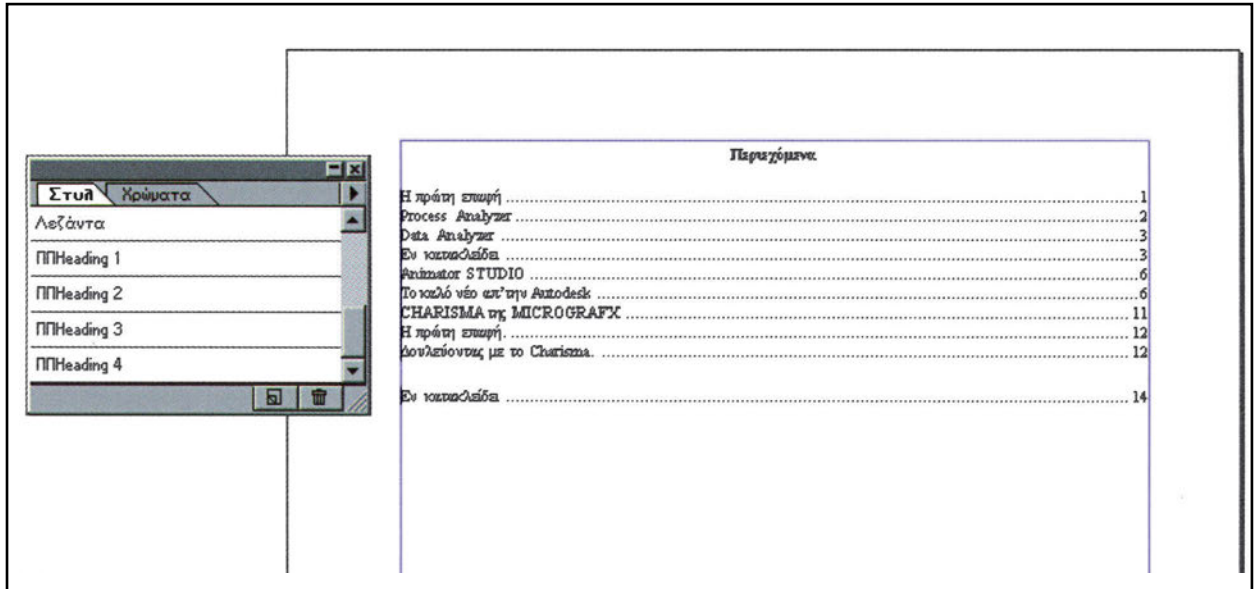 Στυλ Χρώματα
Λεζάντα
ΠΠHeading 1
ΠΠHeading 2
ΠΠHeading 3
ΠΠHeading 4
Περιεχόμενα
Η πρώτη επαφή ... 1
Process Analyzer ... 2
Data Analyzer ... 3
Εν κατακλείδει ... 3
Animator STUDIO ... 6
Το καλό νέο απ'την Autodesk ... 6
CHARISMA της MICROGRAFX ... 11
Η πρώτη επαφή. ... 12
Δουλεύοντας με το Charisma. ... 12
Εν κατακλείδει ... 14